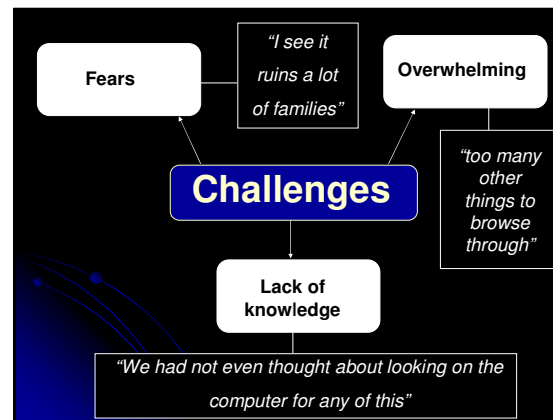 Fears
“I see it
ruins a lot
of families”
Overwhelming
“too many
other
things to
browse
through”
Challenges
Lack of
knowledge
“We had not even thought about looking on the
computer for any of this”